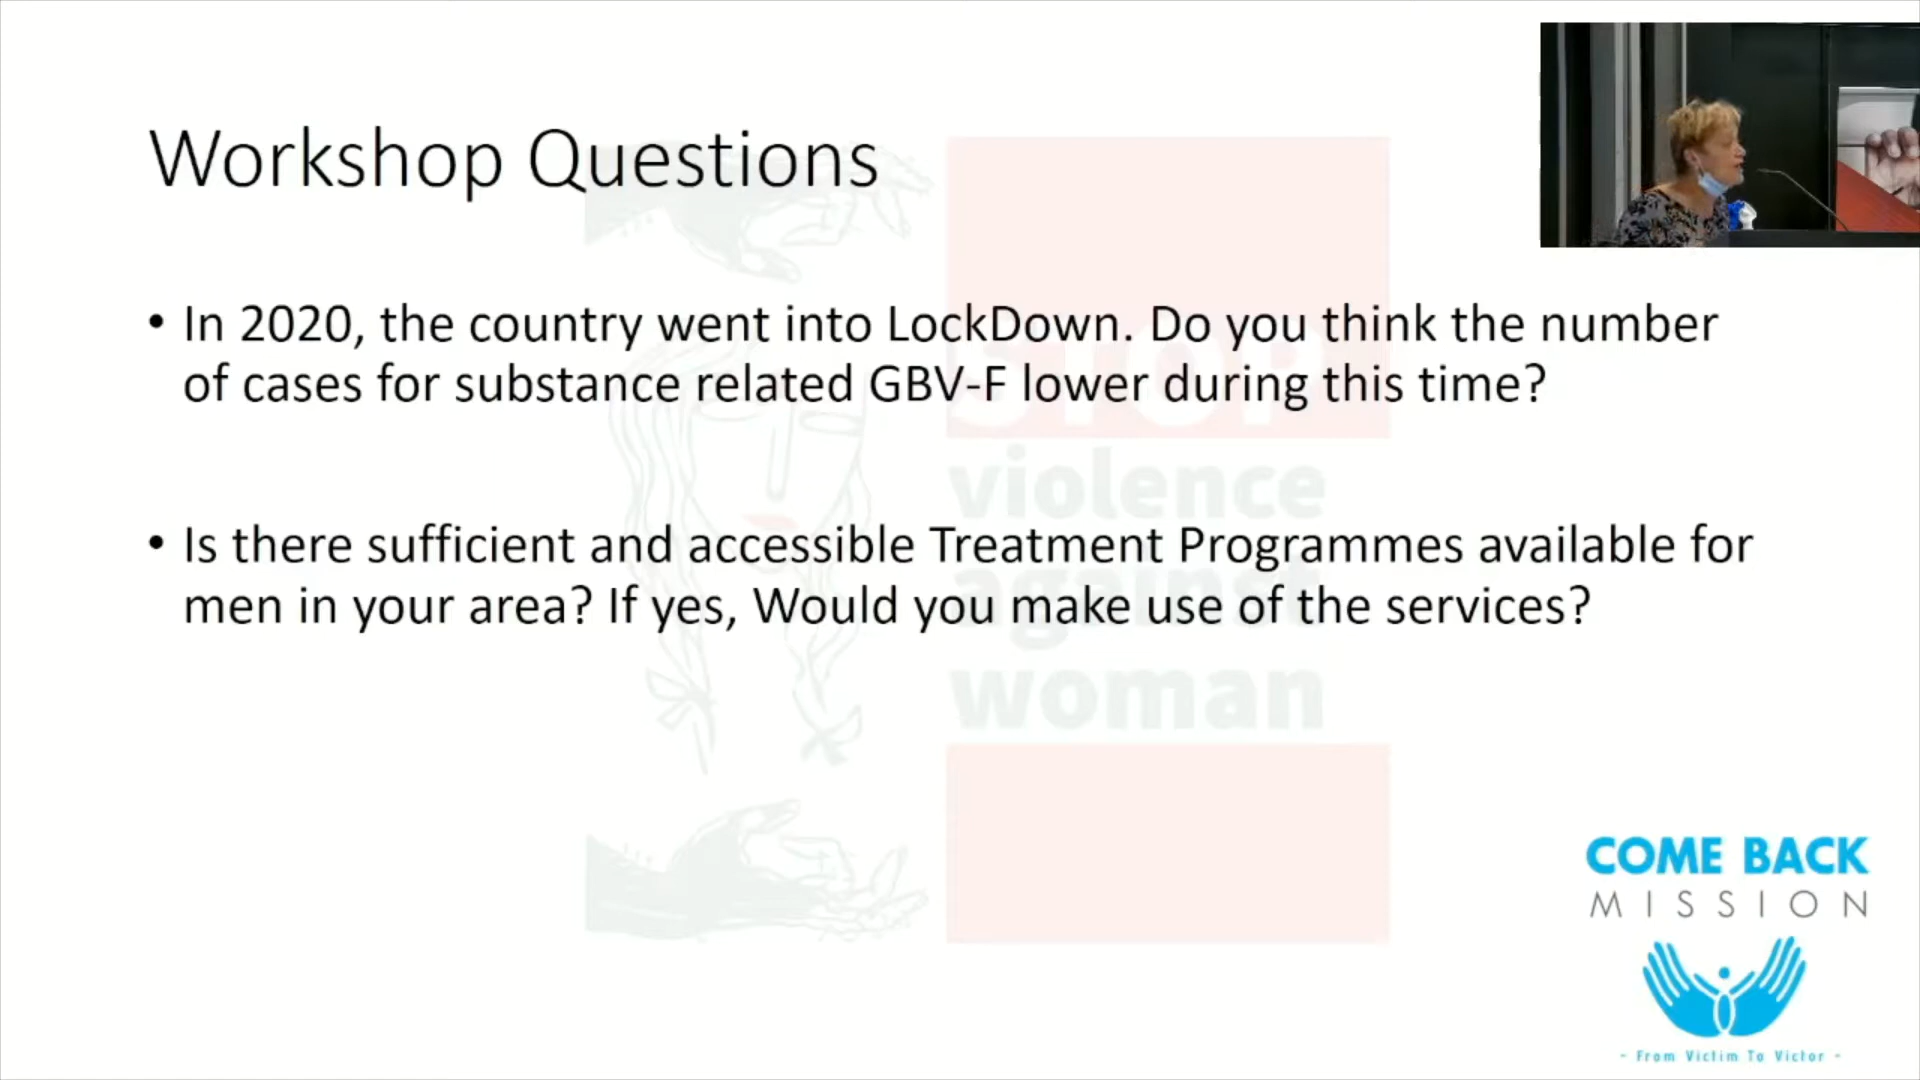 Workshop Questions
• In 2020, the country went into LockDown. Do you think the number
of cases for substance related GBV-F lower during this time?
• Is there sufficient and accessible Treatment Programmes available for
men in your area? If yes, Would you make use of the services?
STOP
violence
against
woman
COME BACK
MISSION
- From Victim To Victor -